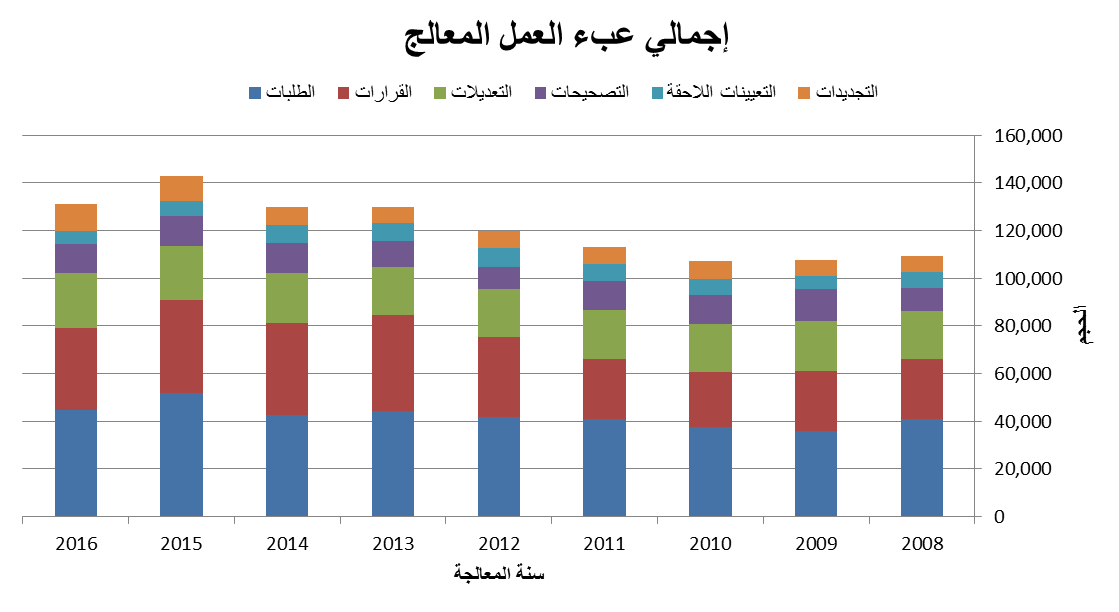 إجمالي عبء العمل المعالج
الطلبات القرارات التعديلات التصحيحات التعيينات اللاحقة التجديدات
160,000
140,000
120,000
100,000
80,000
60,000
40,000
20,000
0
2016 2015 2014 2013 2012 2011 2010 2009 2008
سنة المعالجة